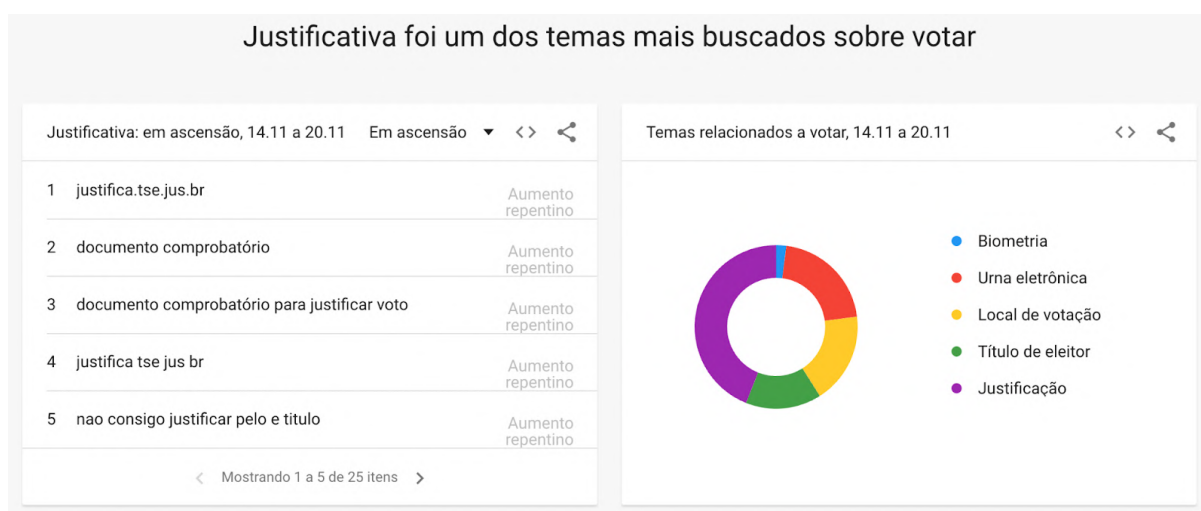 Justificativa foi um dos temas mais buscados sobre votar
Justificativa: em ascensão, 14.11 a 20.11 Em ascensão
1 justifica.tse.jus.br Aumento
repentino
2 documento comprobatório Aumento
repentino
3 documento comprobatório para justificar voto Aumento
repentino
4 justifica tse jus br Aumento
repentino
5 nao consigo justificar pelo e titulo Aumento
repentino
Mostrando 1 a 5 de 25 itens
Temas relacionados a votar, 14.11 a 20.11
Biometria
Urna eletrônica
Local de votação
Título de eleitor
Justificação